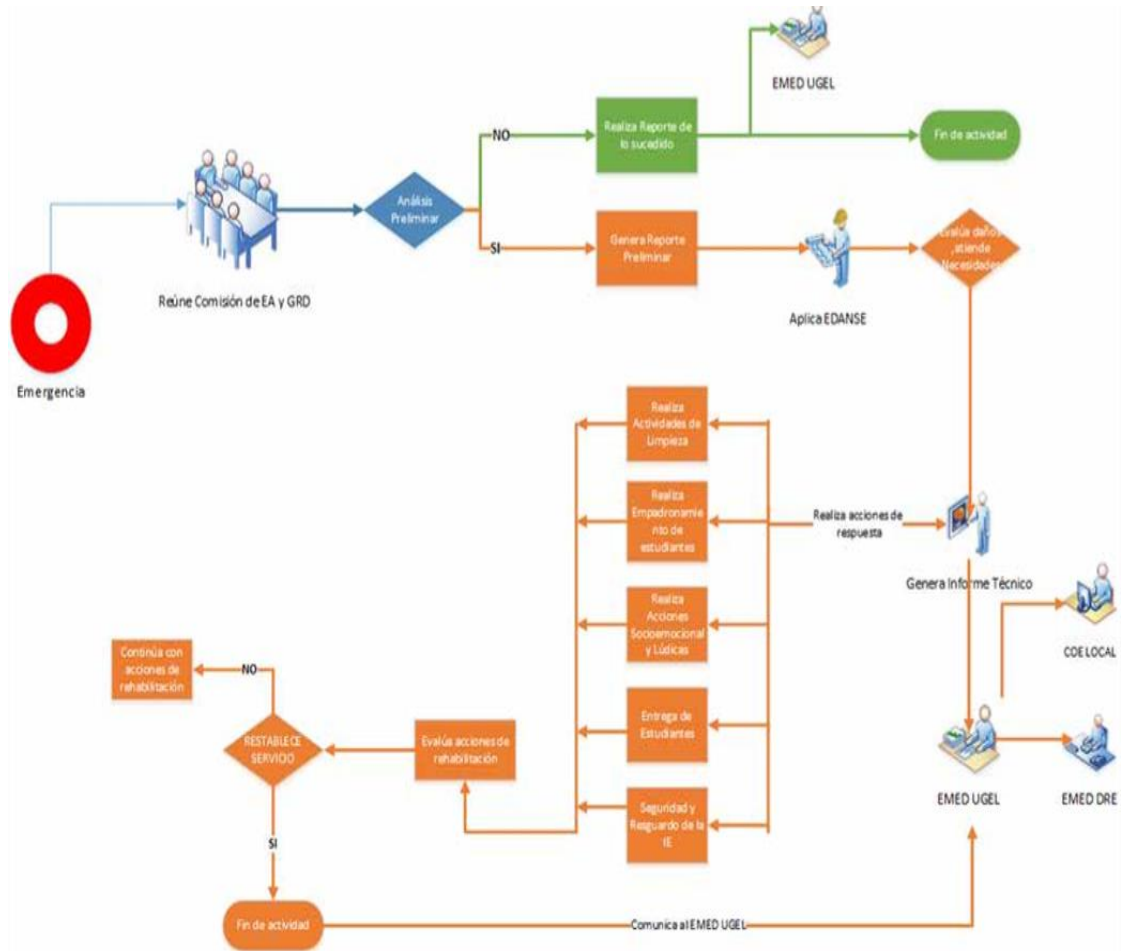 EMED UGEL
NO
Realiza Reporte de
lo sucedido
Fin de actividad
Análisis
Preliminar
SI
Genera Reporte
Preliminar
Evalúa daños
,atiende
Necesidades
Reúne Comisión de EA y GRD
Aplica EDANSE
Emergencia
Realiza
Actividades de
Limpieza
Realiza
Empadronamie
nto de
estudiantes
Realiza acciones de
respuesta
Genera Informe Técnico
Realiza
Acciones
Socioemocional
y Lúdicas
COE LOCAL
Continúa con
acciones de
rehabilitación
NO
RESTABLECE
SERVICIO
Evalúa acciones de
rehabilitación
Entrega de
Estudiantes
EMED UGEL
EMED DRE
Seguridad y
Resguardo de la
IE
SI
Fin de actividad
Comunica al EMED UGEL